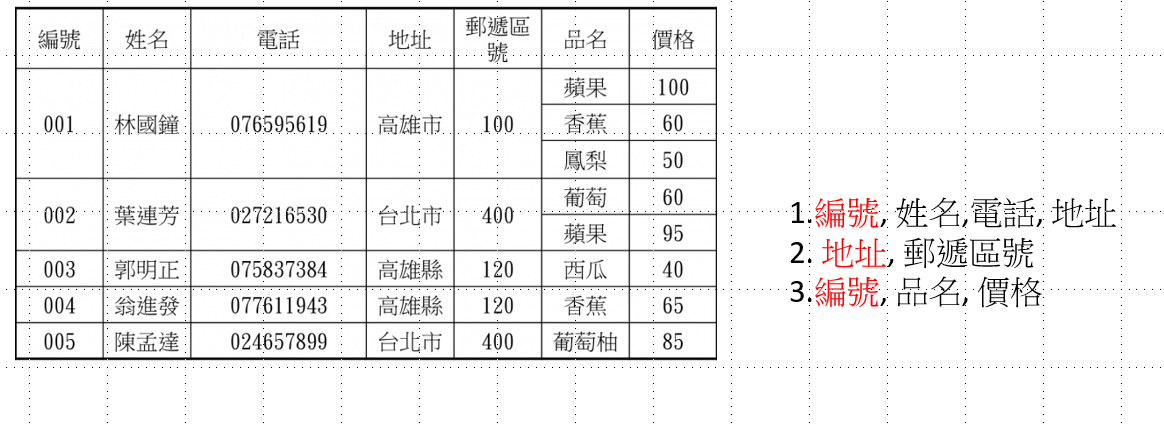 編號 姓名 電話 地址 郵遞區號 品名 價格
001 林國鐘 076595619 高雄市 100 蘋果 100
香蕉 60
鳳梨 50
002 葉連芳 027216530 台北市 400 葡萄 60
蘋果 95
003 郭明正 075837384 高雄縣 120 西瓜 40
004 翁進發 077611943 高雄縣 120 香蕉 65
005 陳孟達 024657899 台北市 400 葡萄柚 85
1.編號, 姓名,電話, 地址
2. 地址, 郵遞區號
3.編號, 品名, 價格